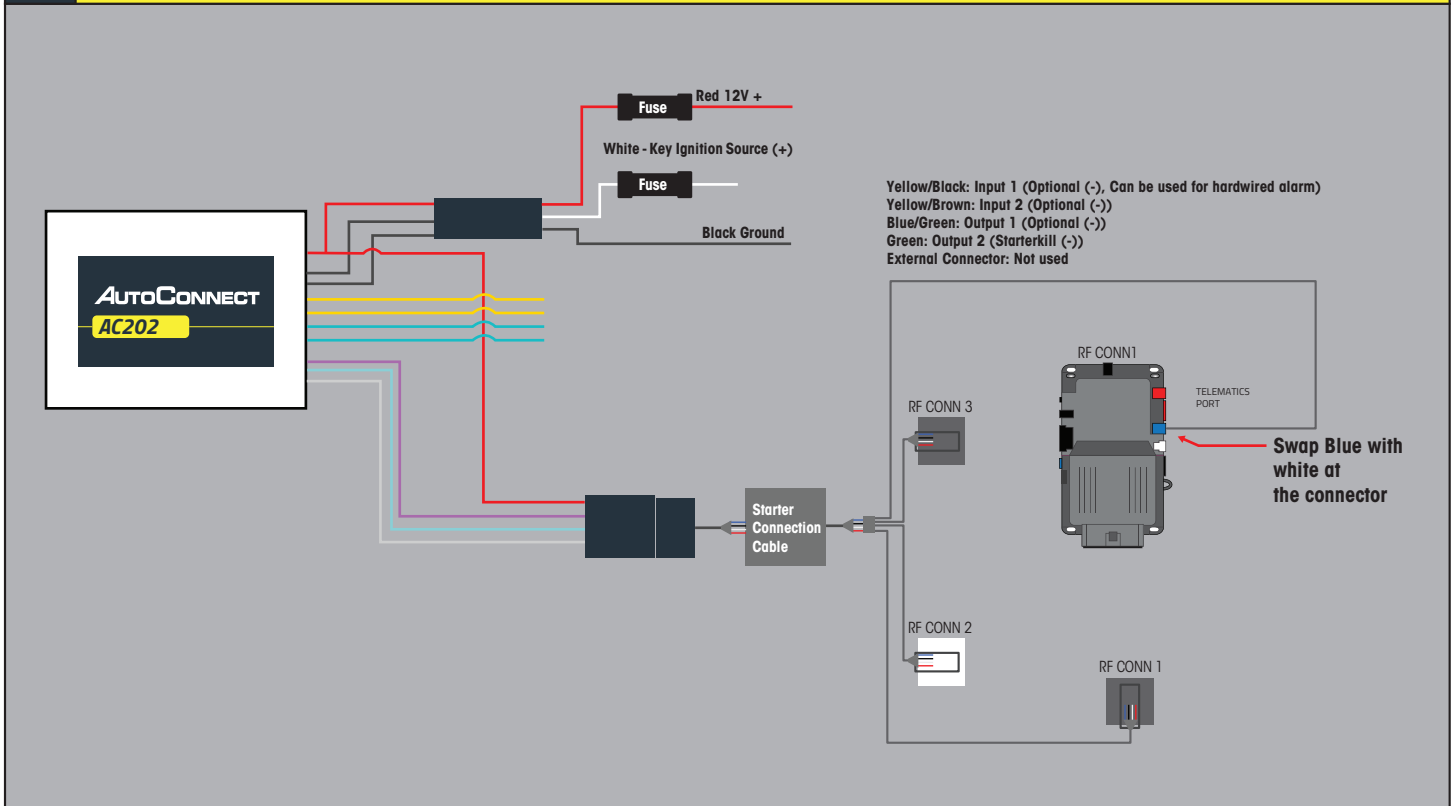 Fuse
Red 12V +
White - Key Ignition Source (+)
Fuse
Black Ground
AUTOCONNECT
AC202
Yellow/Black: Input 1 (Optional (-), Can be used for hardwired alarm)
Yellow/Brown: Input 2 (Optional (-))
Blue/Green: Output 1 (Optional (-))
Green: Output 2 (Starterkill (-))
External Connector: Not used
RF CONN1
TELEMATICS
PORT
RF CONN 3
Swap Blue with
white at
the connector
Starter
Connection
Cable
RF CONN 2
RF CONN 1